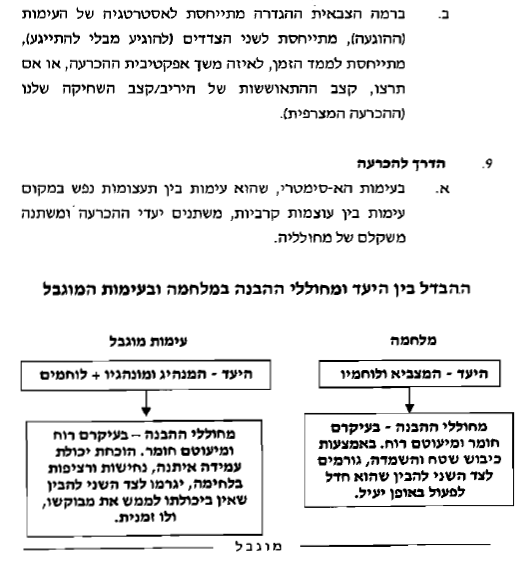 ב. ברמה הצבאית ההגדרה מתייחסת לאסטרטגיה של העימות
(ההוגעה), מתייחסת לשני הצדדים (להוגיע מבלי להתייגע),
מתייחסת לממד הזמן, לאיזה משך אפקטיבית ההכרעה, או אם
תרצו, קצב ההתאוששות של היריב/קצב השחיקה שלנו
(ההכרעה המצרפית).
9. הדרך להכרעה
א. בעימות הא-סימטרי, שהוא עימות בין תעצומות נפש במקום
עימות בין עוצמות קרביות, משתנים יעדי ההכרעה ומשתנה
משקלם של מחולליה.
ההבדל בין היעד ומחוללי ההבנה במלחמה ובעימות המוגבל
מלחמה
היעד - המצביא ולוחמיו
מחוללי ההבנה - בעיקרם
חומר ומיעוטם רוח. באמצעות
כיבוש שטח והשמדה, גורמים
לצד השני להבין שהוא חדל
לפעול באופן יעיל.
עימות מוגבל
היעד - המנהיג ומונהגיו + לוחמים
מחוללי ההבנה – בעיקרם רוח
ומיעוטם חומר. הוכחת יכולת
עמידה איתנה, נחישות ורציפות
בלחימה, יגרמו לצד השני להבין
שאין ביכולתו לממש את מבוקשו,
ולו זמנית.
מוגבל